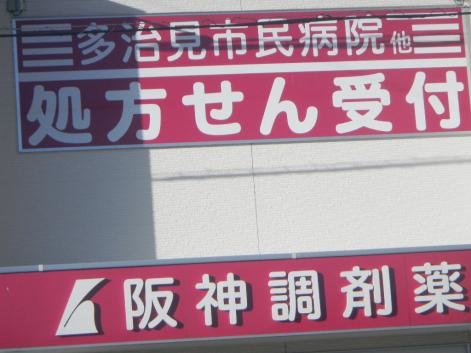 多治見市民病院他
処方せん受付
阪神調剤薬